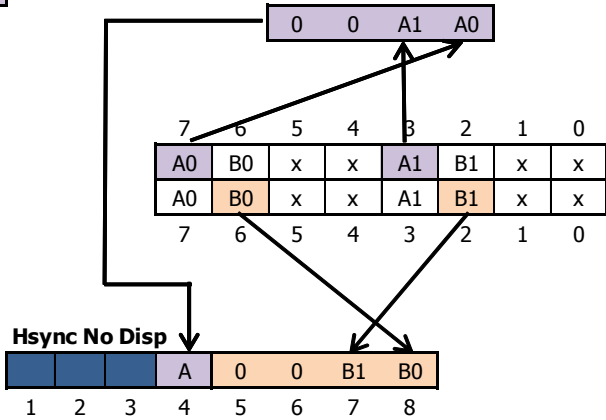 0 0 A1 A0
7 6 5 4 3 2 1 0
A0 B0 x x A1 B1 x x
A0 B0 x x A1 B1 x x
7 6 5 4 3 2 1 0
Hsync No Disp
A 0 0 B1 B0
1 2 3 4 5 6 7 8